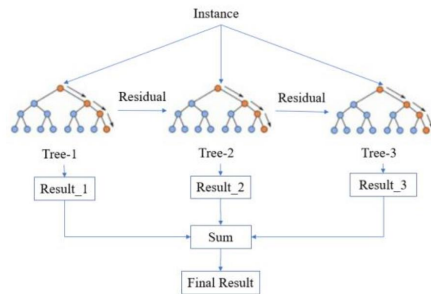 Instance
Residual
Residual
Tree-1
Tree-2
Tree-3
Result_1
Result_2
Result_3
Sum
Final Result